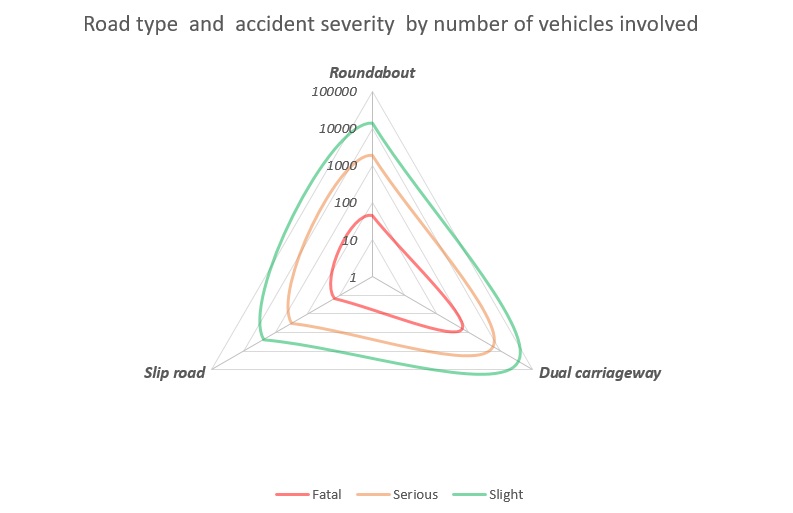 Road type  and  accident severity  by number of vehicles involved
Roundabout
100000
10000
1000
100
10
1
Slip road
Dual carriageway
Fatal
Serious
Slight